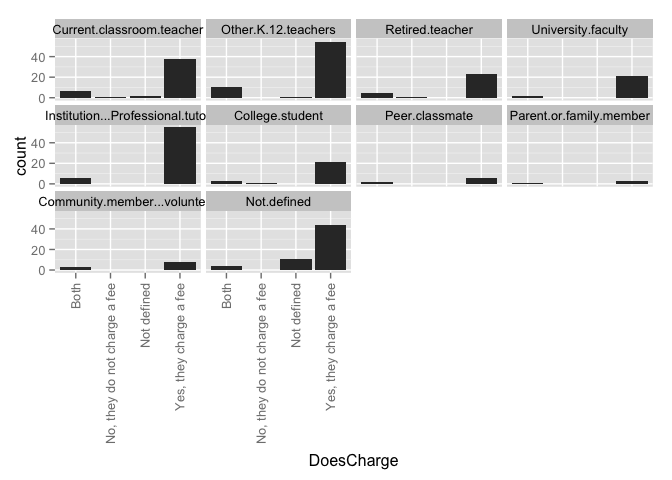 Current.classroom.teacher Other.K.12.teachers Retired.teacher University.faculty
40
20
0
Institution...Professional.tuto College.student Peer.classmate Parent.or.family.member
40
20
0
Community.member...volunte Not.defined
40
20
0
count
Both
No, they do not charge a fee
Not defined
Yes, they charge a fee
Both
No, they do not charge a fee
Not defined
Yes, they charge a fee
DoesCharge